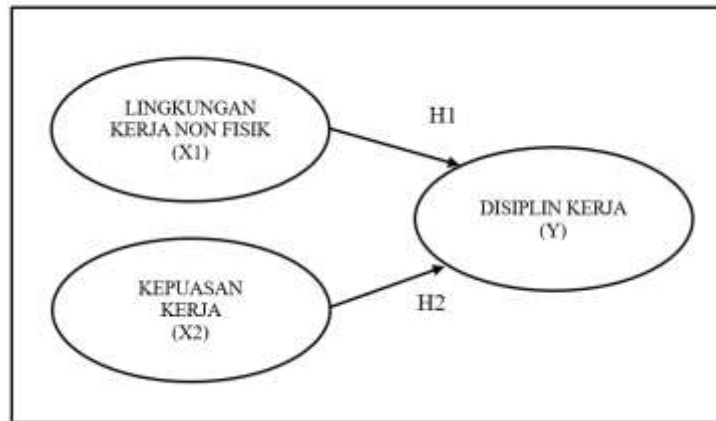 LINGKUNGAN
KERJA NON FISIK
(X1)
H1
DISIPLIN KERJA
(Y)
KEPUASAN
KERJA
(X2)
H2